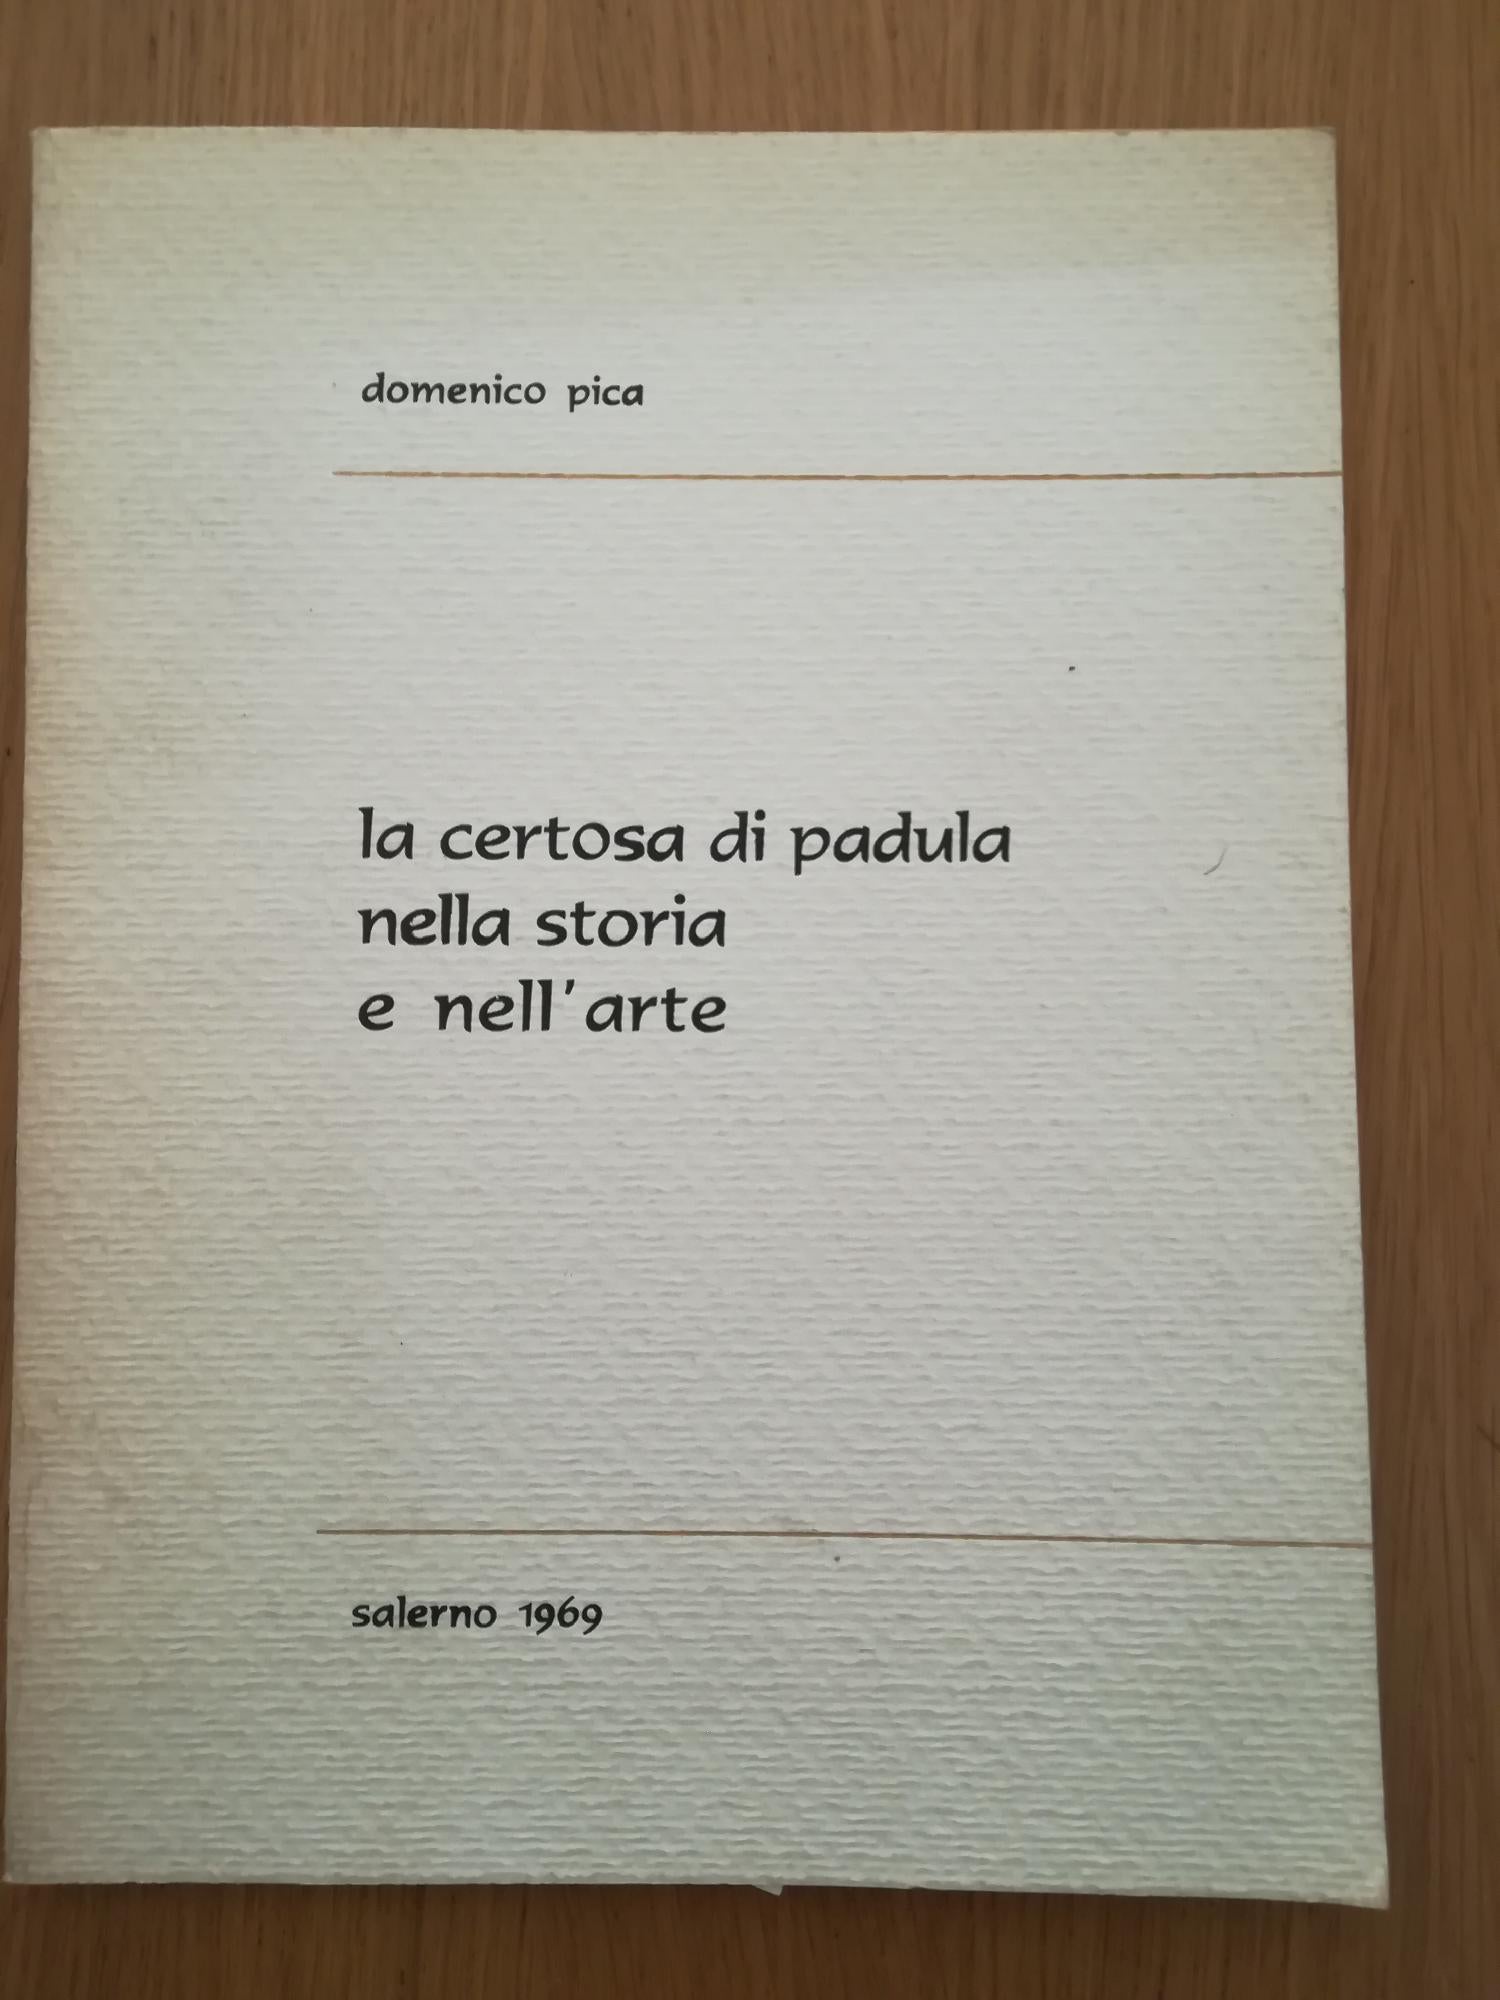 domenico pica
la certosa di padula
nella storia
e nell'arte
salerno 1969